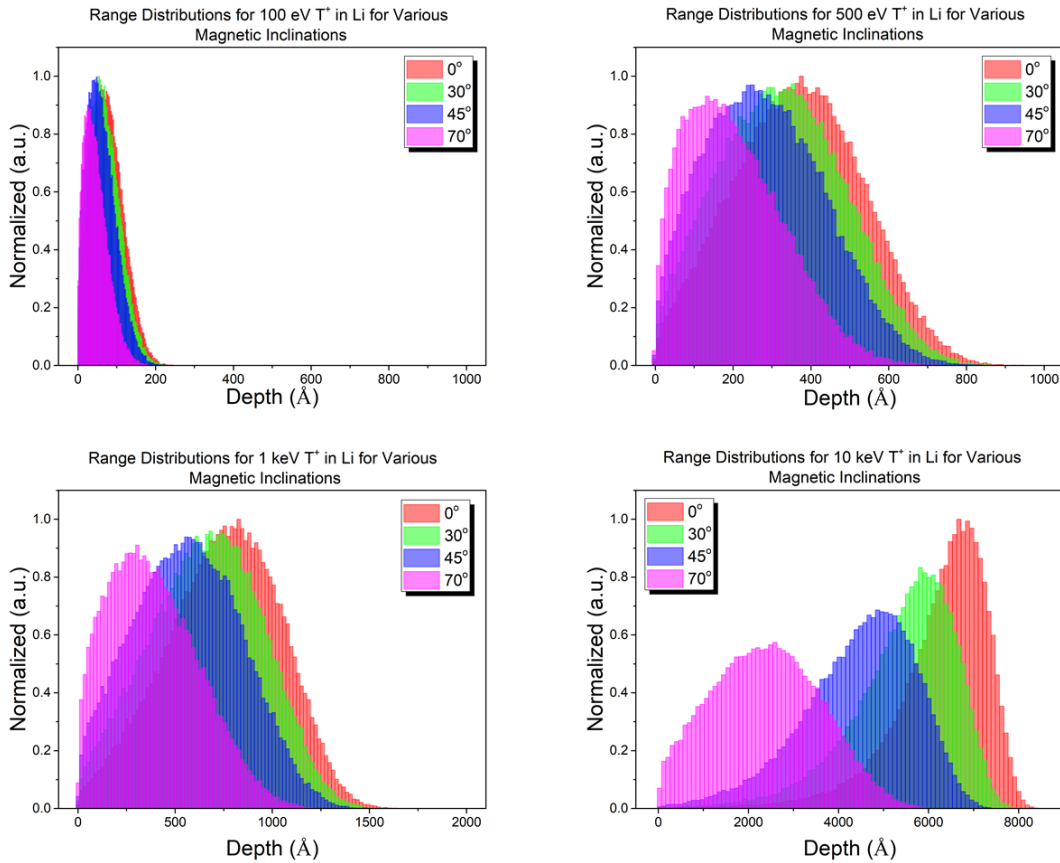 Range Distributions for 100 eV T⁺ in Li for Various
Magnetic Inclinations
1.0
0.8
0.6
0.4
0.2
0.0
Normalized (a.u.)
0°
30°
45°
70°
0 200 400 600 800 1000
Depth (Å)
Range Distributions for 500 eV T⁺ in Li for Various
Magnetic Inclinations
1.0
0.8
0.6
0.4
0.2
0.0
Normalized (a.u.)
0°
30°
45°
70°
0 200 400 600 800 1000
Depth (Å)
Range Distributions for 1 keV T⁺ in Li for Various
Magnetic Inclinations
1.0
0.8
0.6
0.4
0.2
0.0
Normalized (a.u.)
0°
30°
45°
70°
0 500 1000 1500 2000
Depth (Å)
Range Distributions for 10 keV T⁺ in Li for Various
Magnetic Inclinations
1.0
0.8
0.6
0.4
0.2
0.0
Normalized (a.u.)
0°
30°
45°
70°
0 2000 4000 6000 8000
Depth (Å)